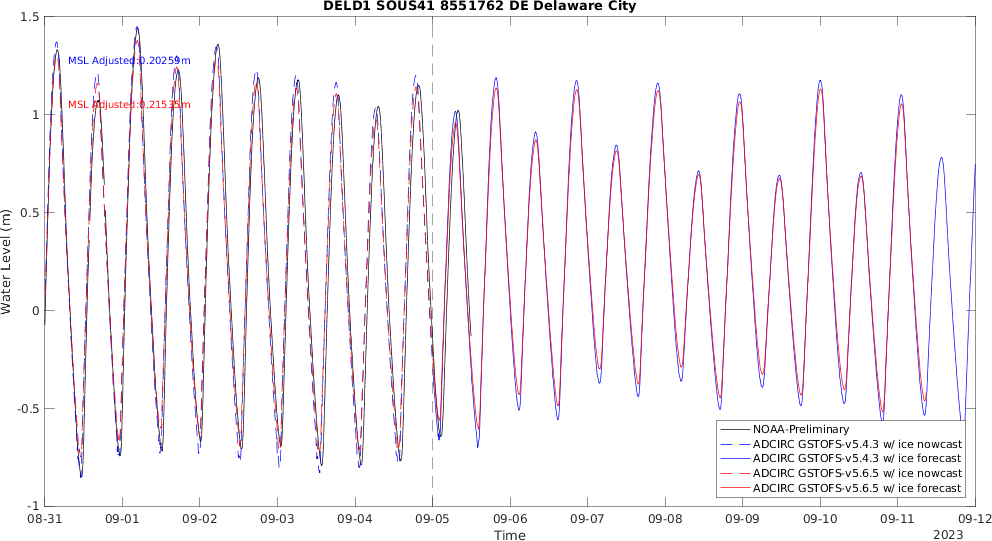 DELD1 SOUS41 8551762 DE Delaware City
1.5
1
0.5
0
-0.5
-1
Water Level (m)
MSL Adjusted:0.20259m
MSL Adjusted:0.21535m
NOAA-Preliminary
ADCIRC GSTOFS-v5.4.3 w/ ice nowcast
ADCIRC GSTOFS-v5.4.3 w/ ice forecast
ADCIRC GSTOFS-v5.6.5 w/ ice nowcast
ADCIRC GSTOFS-v5.6.5 w/ ice forecast
08-31 09-01 09-02 09-03 09-04 09-05 09-06 09-07 09-08 09-09 09-10 09-11 09-12
Time
2023